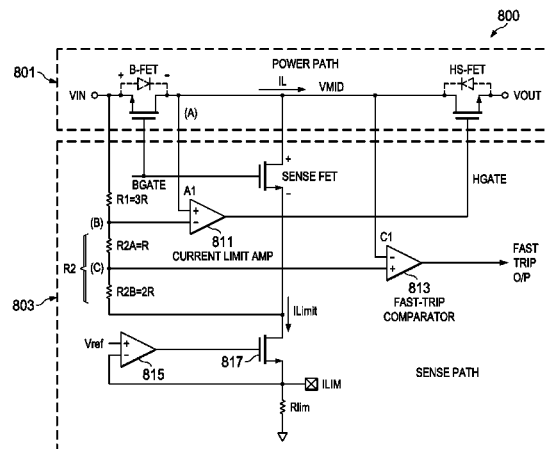 800
801
B-FET
POWER PATH
HS-FET
+
-
IL
VMID
VIN
VOUT
(A)
+
BGATE
SENSE FET
HGATE
-
R1=3R
A1
+
(B)
-
811
CURRENT LIMIT AMP
R2A=R
C1
R2
(C)
-
+
FAST
TRIP
O/P
813
FAST-TRIP
COMPARATOR
R2B=2R
803
ILimit
Vref
+
-
817
815
ILIM
SENSE PATH
Rlim